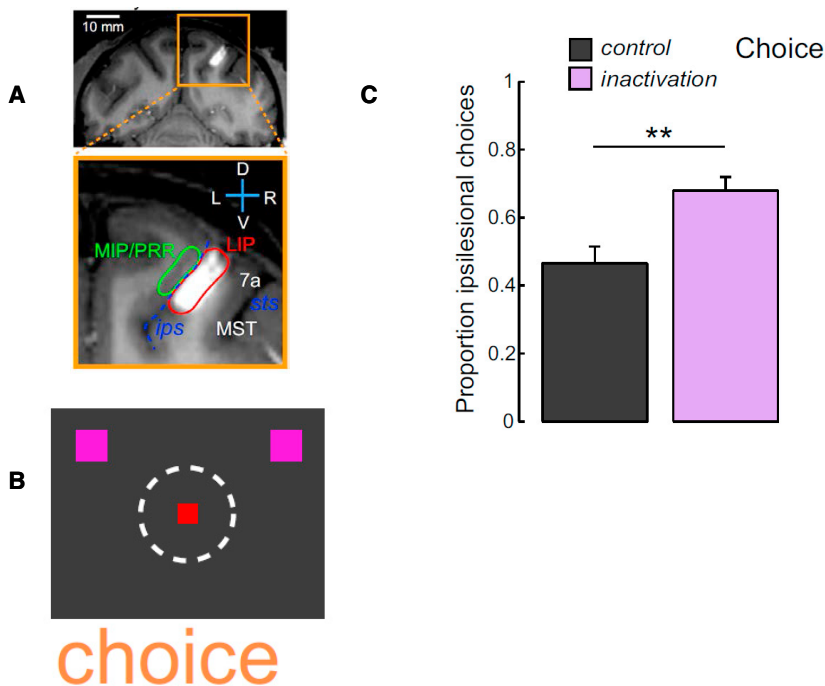 A
10 mm
D
L R
V
MIP/PRR LIP
7a
sts
ips MST
B
choice
C
control
inactivation
Choice
Proportion ipsilesional choices
1
0.8
0.6
0.4
0.2
0
**